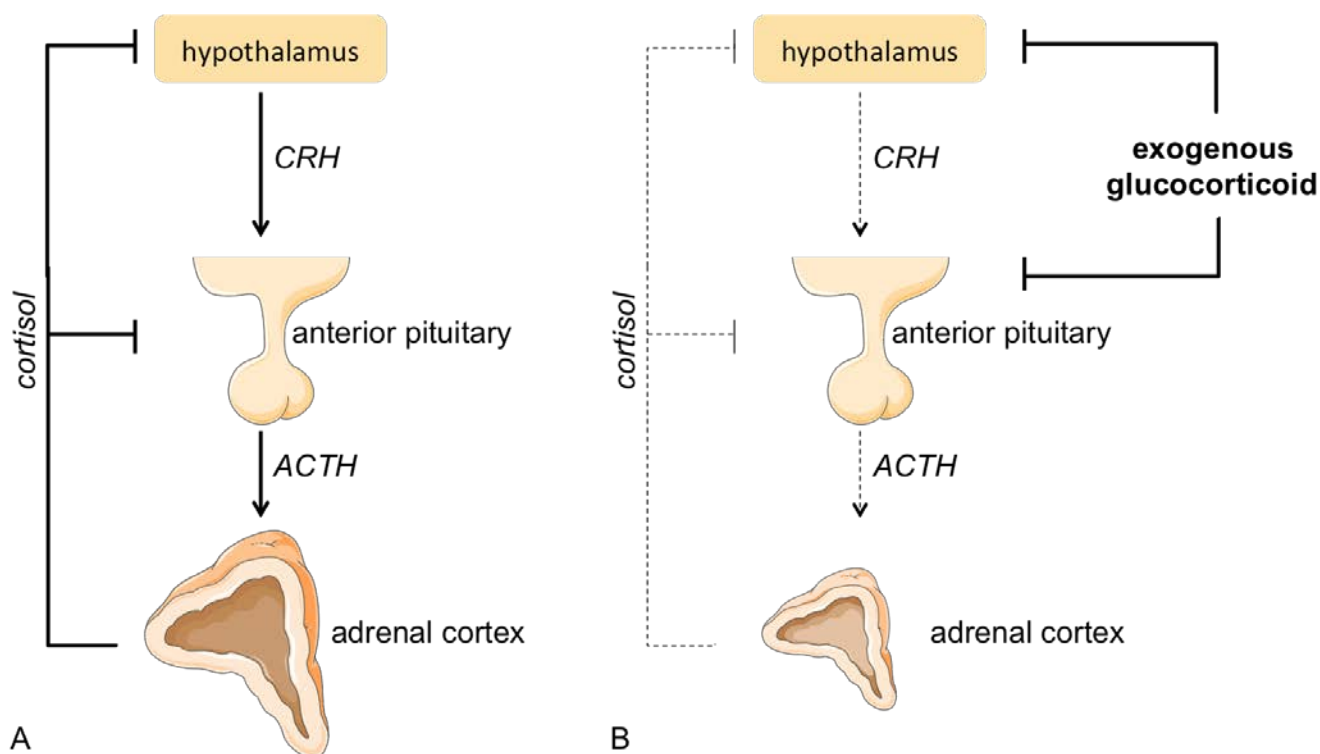 hypothalamus
CRH
cortisol
anterior pituitary
ACTH
adrenal cortex
A
hypothalamus
CRH
exogenous
glucocorticoid
cortisol
anterior pituitary
ACTH
adrenal cortex
B